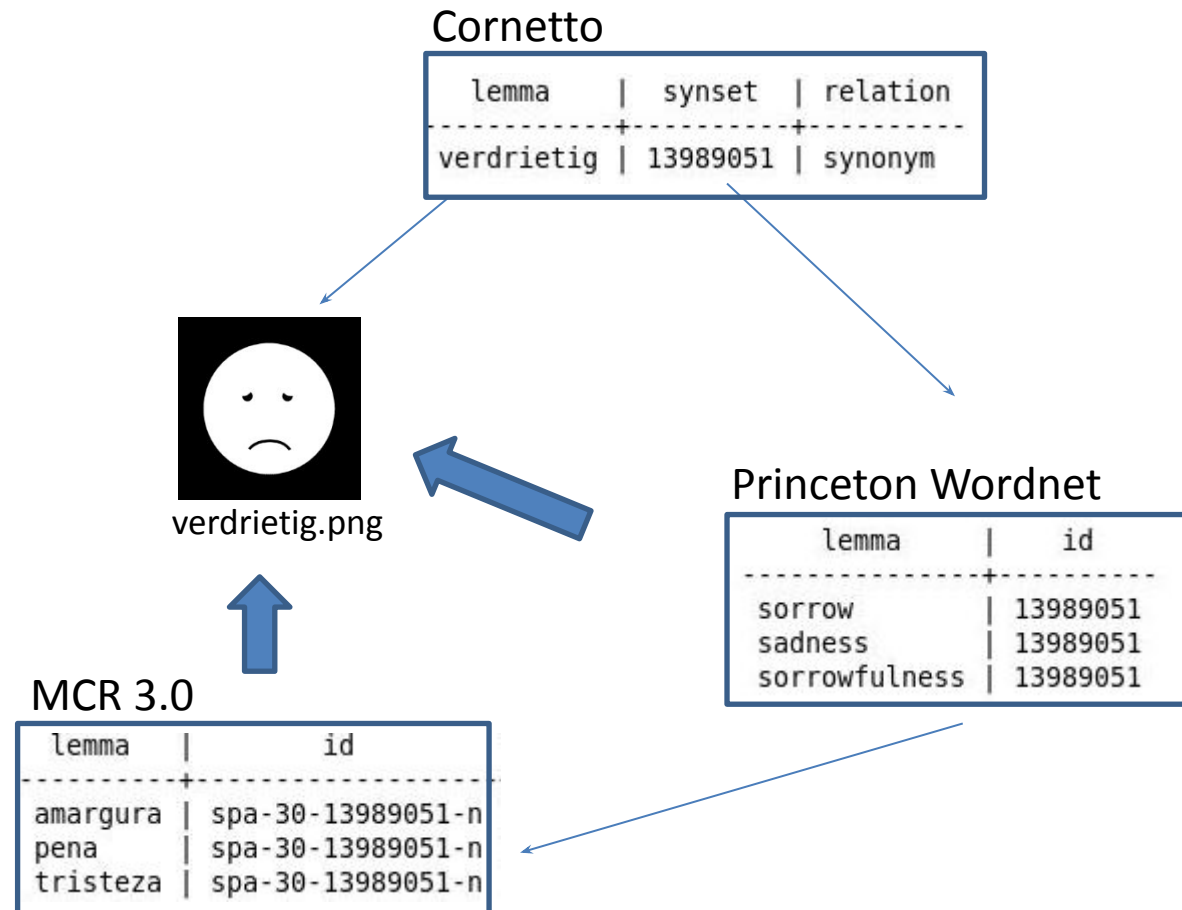 Cornetto
lemma | synset | relation
-------------+----------+----------
verdrietig | 13989051 | synonym
verdrietig.png
Princeton Wordnet
lemma | id
---------------+----------
sorrow | 13989051
sadness | 13989051
sorrowfulness | 13989051
MCR 3.0
lemma | id
----------+--------------------
amargura | spa-30-13989051-n
pena | spa-30-13989051-n
tristeza | spa-30-13989051-n